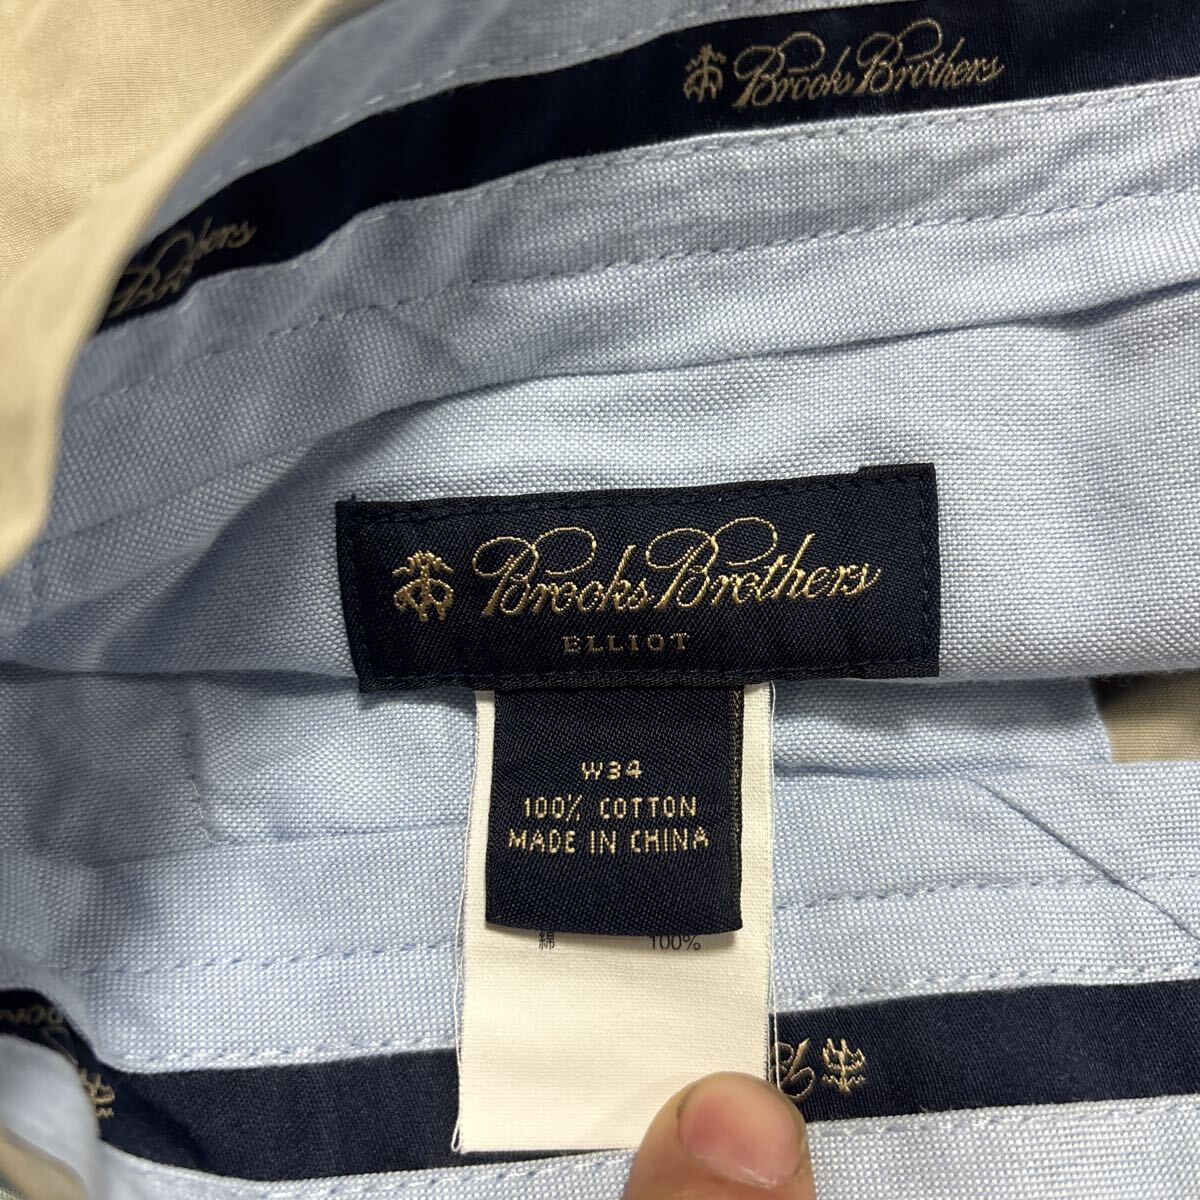 Brooks Brothers
Brothers
Brooks Brothers
ELLIOT
W34
100% COTTON
MADE IN CHINA
綿 100%